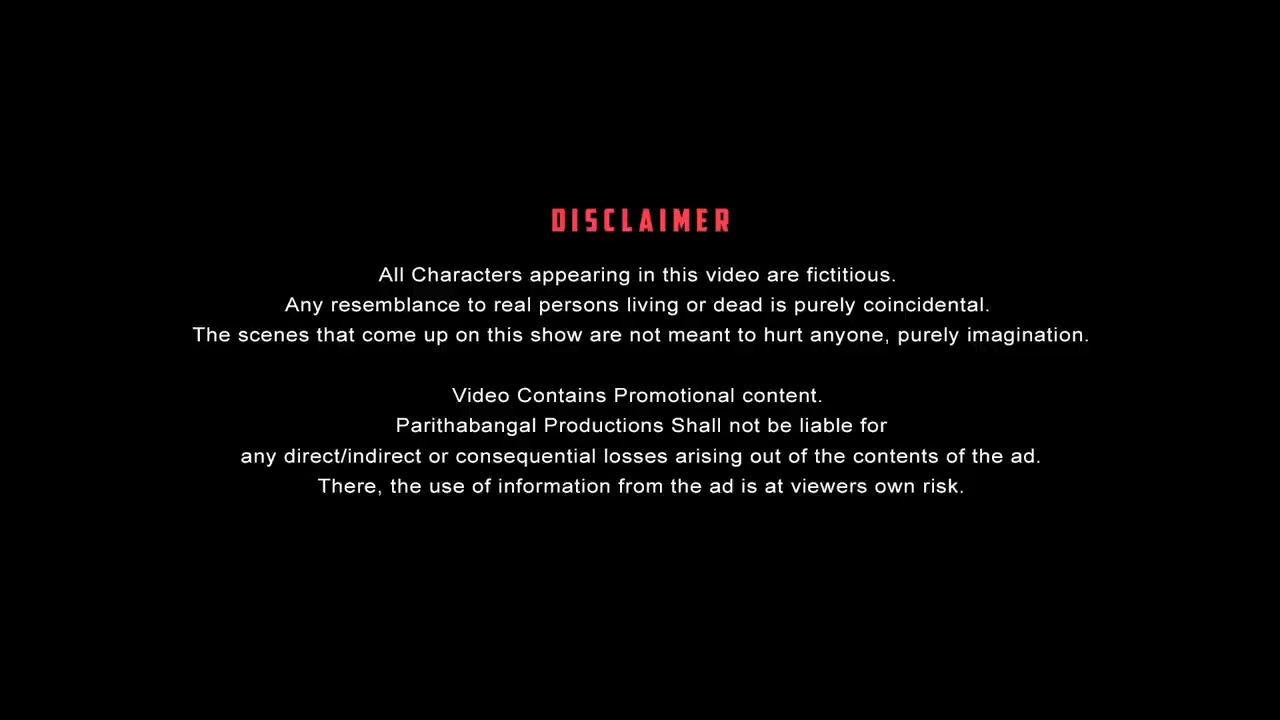 DISCLAIMER
All Characters appearing in this video are fictitious.
Any resemblance to real persons living or dead is purely coincidental.
The scenes that come up on this show are not meant to hurt anyone, purely imagination.
Video Contains Promotional content.
Parithabangal Productions Shall not be liable for
any direct/indirect or consequential losses arising out of the contents of the ad.
There, the use of information from the ad is at viewers own risk.